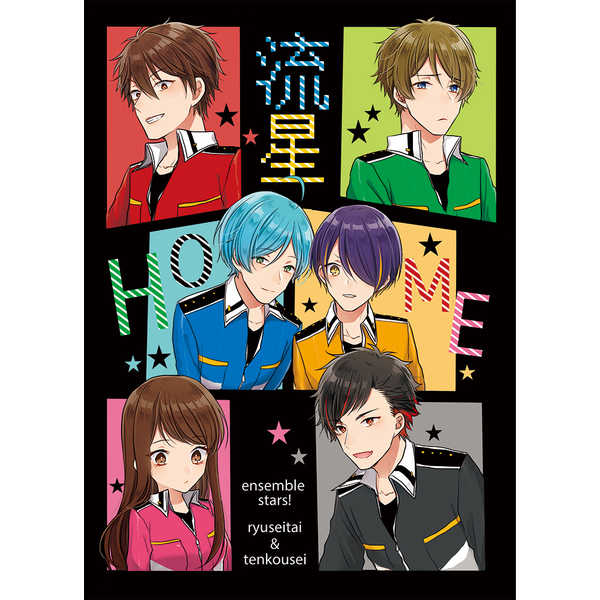 流星
HOME
ensemble
stars!
ryuseitai
&
tenkousei